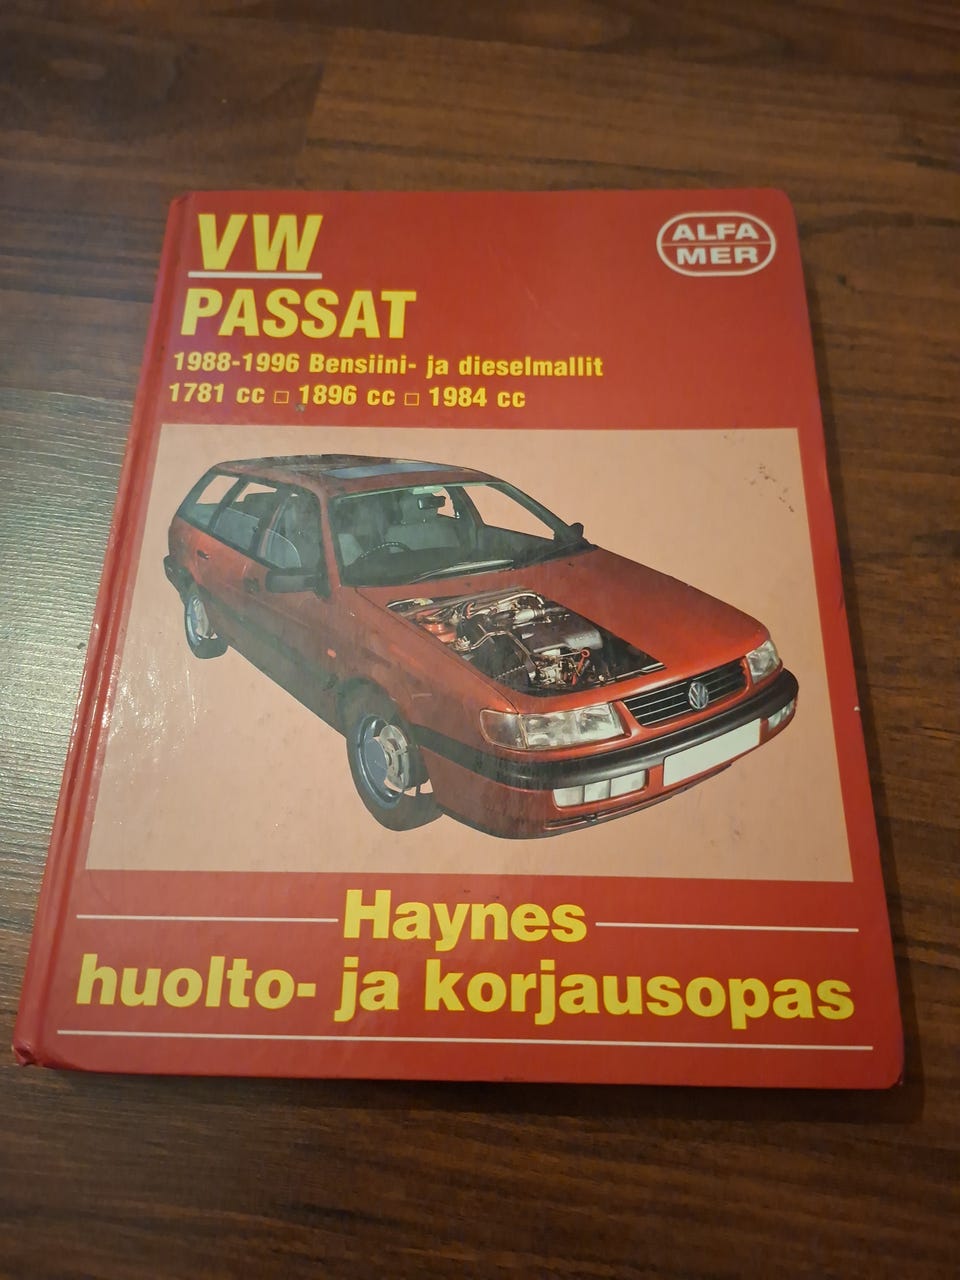 VW
PASSAT
1988-1996 Bensiini- ja dieselmallit
1781 cc □ 1896 cc □ 1984 cc
ALFA
MER
Haynes
huolto- ja korjausopas